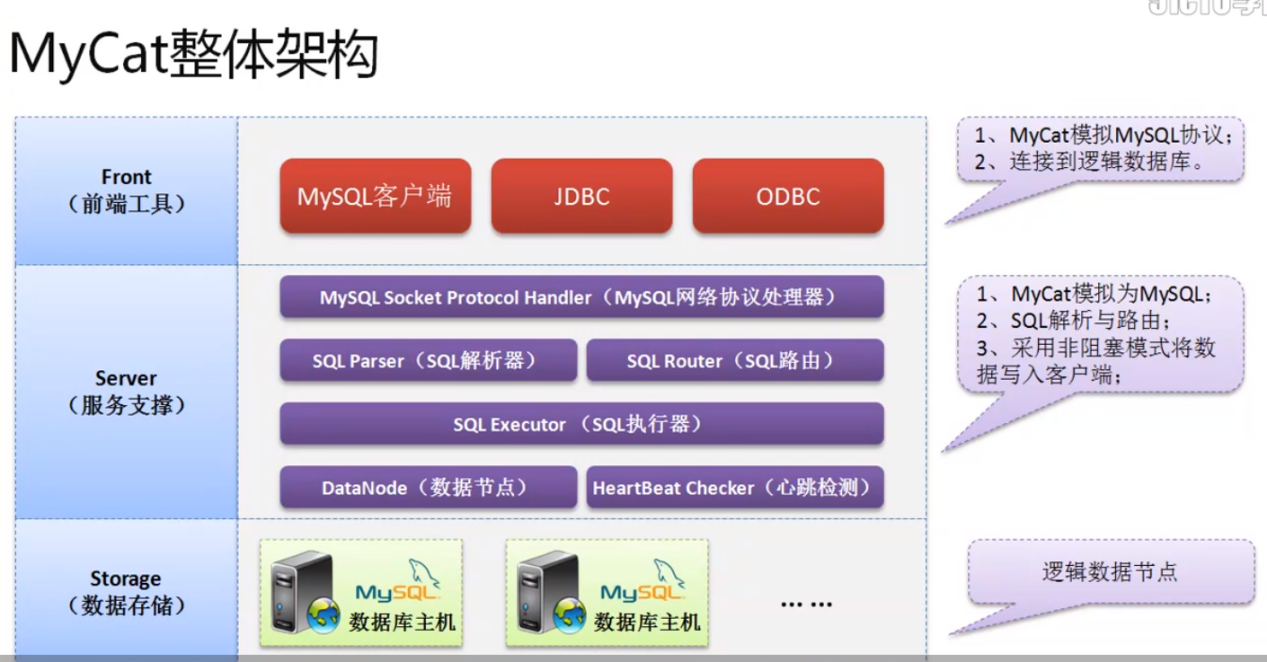 MyCat整体架构
Front
（前端工具）
MySQL客户端
JDBC
ODBC
1、MyCat模拟MySQL协议；
2、连接到逻辑数据库。
Server
（服务支撑）
MySQL Socket Protocol Handler（MySQL网络协议处理器）
SQL Parser（SQL解析器）
SQL Router（SQL路由）
SQL Executor （SQL执行器）
DataNode（数据节点）
HeartBeat Checker（心跳检测）
1、MyCat模拟为MySQL；
2、SQL解析与路由；
3、采用非阻塞模式将数
据写入客户端；
Storage
（数据存储）
MySQL
数据库主机
MySQL
数据库主机
... ...
逻辑数据节点